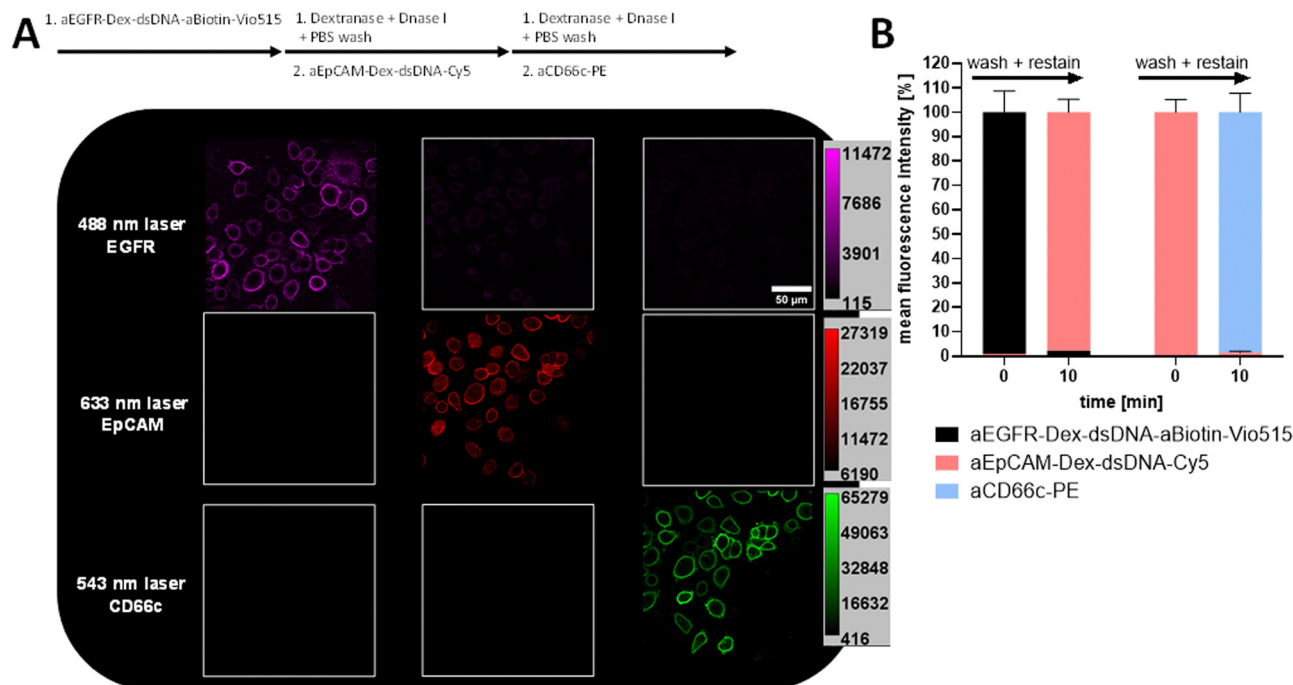 A
1. aEGFR-Dex-dsDNA-aBiotin-Vio515
1. Dextranase + Dnase I
+ PBS wash
2. aEpCAM-Dex-dsDNA-Cy5
1. Dextranase + Dnase I
+ PBS wash
2. aCD66c-PE
488 nm laser
EGFR
50 µm
11472
7686
3901
115
633 nm laser
EpCAM
27319
22037
16755
11472
6190
543 nm laser
CD66c
65279
49063
32848
16632
416
B
mean fluorescence intensity [%]
120
110
100
90
80
70
60
50
40
30
20
10
0
wash + restain
wash + restain
0
10
0
10
time [min]
aEGFR-Dex-dsDNA-aBiotin-Vio515
aEpCAM-Dex-dsDNA-Cy5
aCD66c-PE